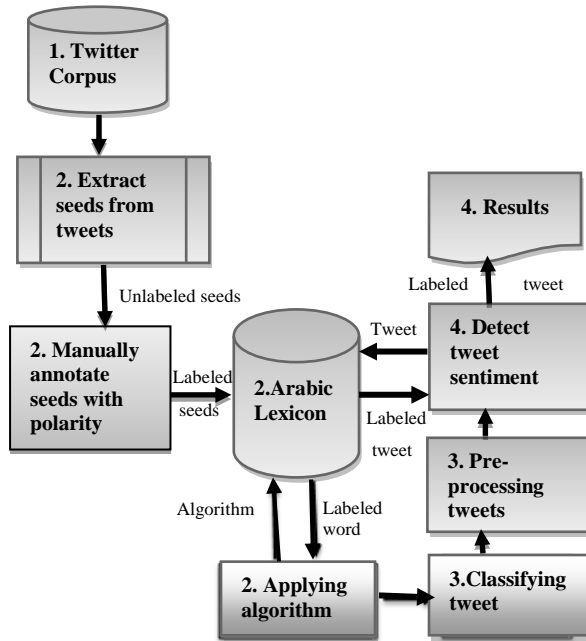 1. Twitter
Corpus
2. Extract
seeds from
tweets
Unlabeled seeds
2. Manually
annotate
seeds with
polarity
Labeled
seeds
2.Arabic
Lexicon
Algorithm
Labeled
word
2. Applying
algorithm
3.Classifying
tweet
3. Pre-
processing
tweets
Tweet
Labeled
tweet
4. Detect
tweet
sentiment
Labeled tweet
4. Results